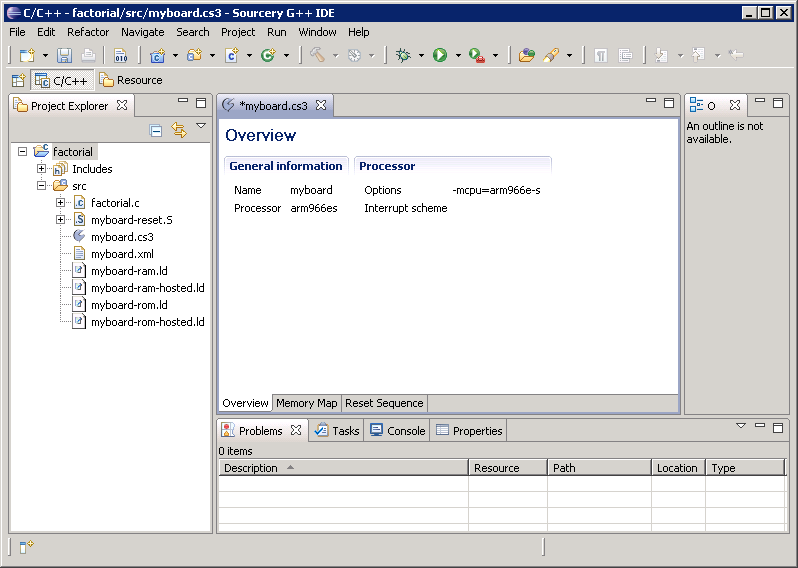 C/C++ - factorial/src/myboard.cs3 - Sourcery G++ IDE
File Edit Refactor Navigate Search Project Run Window Help
C/C++ Resource
Project Explorer
factorial
Includes
src
factorial.c
myboard-reset.S
myboard.cs3
myboard.xml
myboard-ram.ld
myboard-ram-hosted.ld
myboard-rom.ld
myboard-rom-hosted.ld
*myboard.cs3
Overview
General information
Name myboard
Processor arm966es
Processor
Options -mcpu=arm966e-s
Interrupt scheme
Overview Memory Map Reset Sequence
O
An outline is not
available.
Problems Tasks Console Properties
0 items
Description Resource Path Location Type